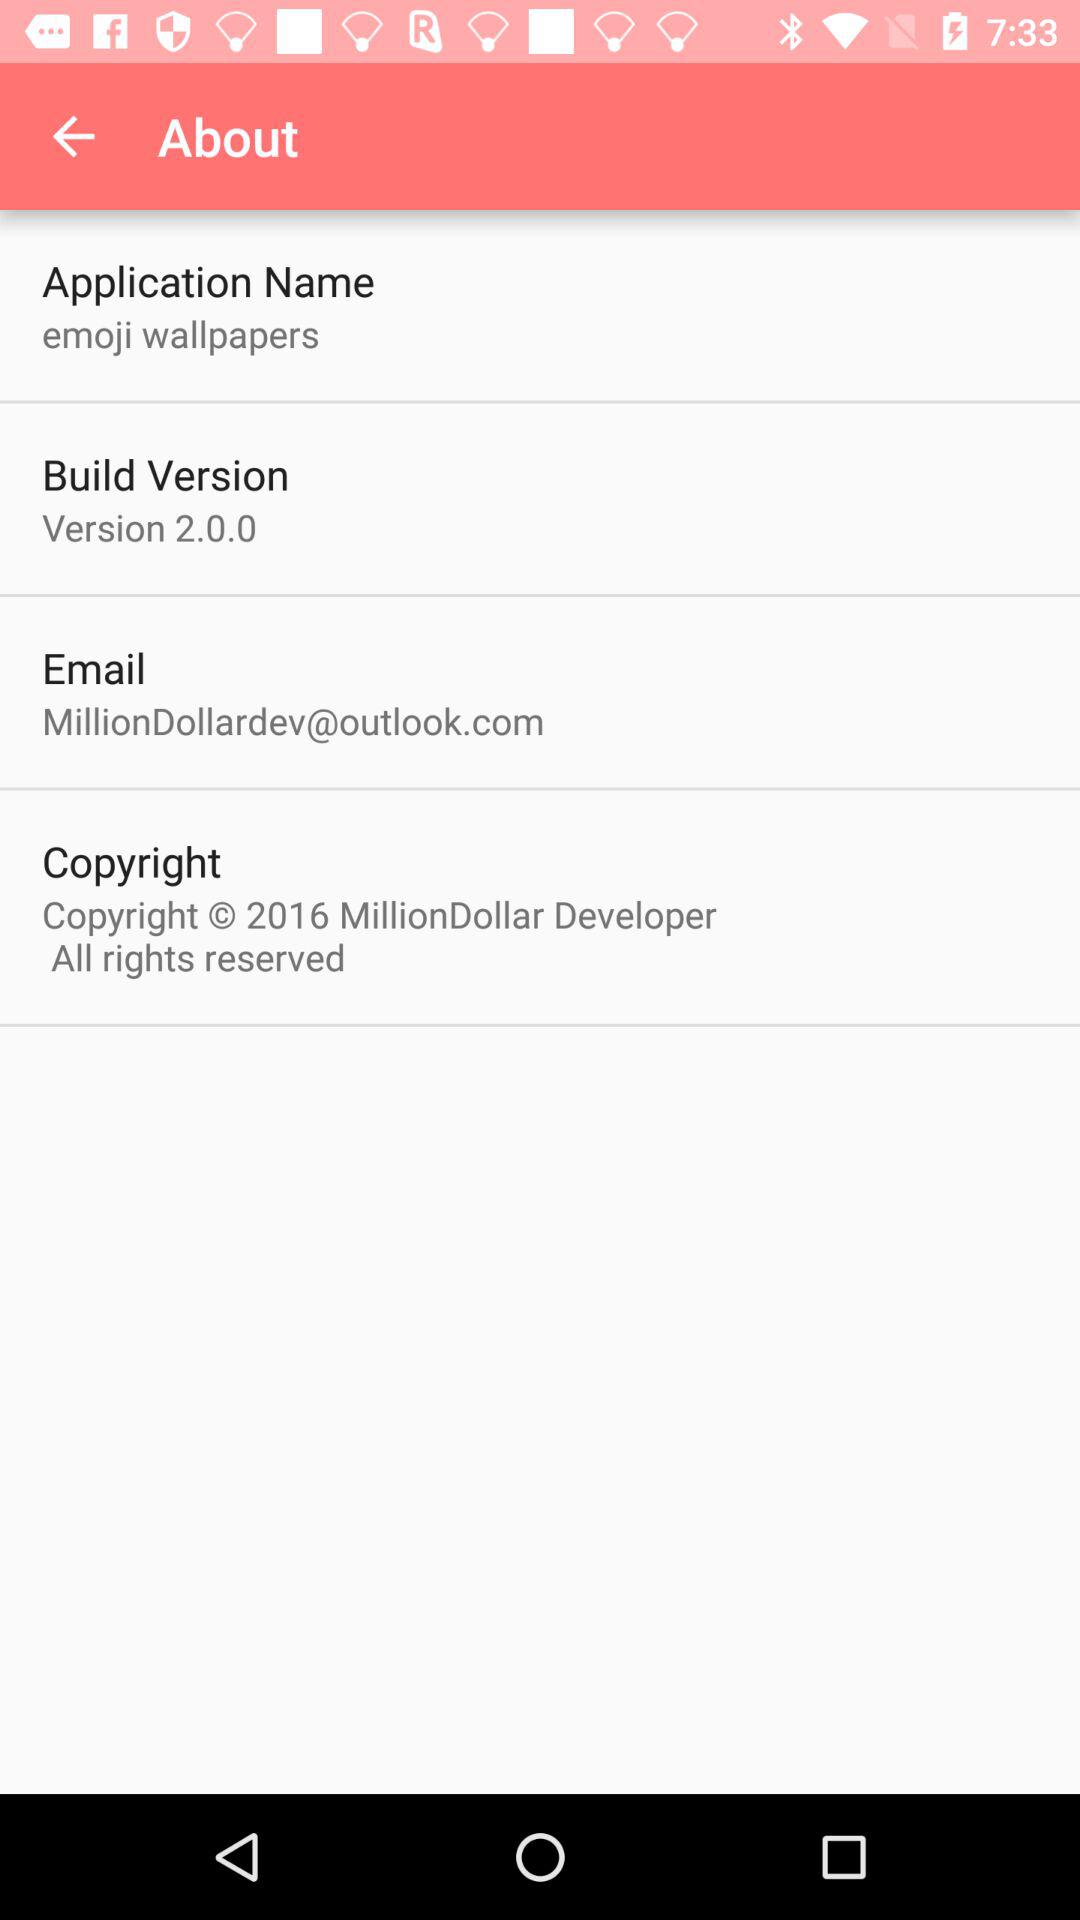 7:33
About
Application Name
emoji wallpapers
Build Version
Version 2.0.0
Email
MillionDollardev@outlook.com
Copyright
Copyright © 2016 MillionDollar Developer
All rights reserved